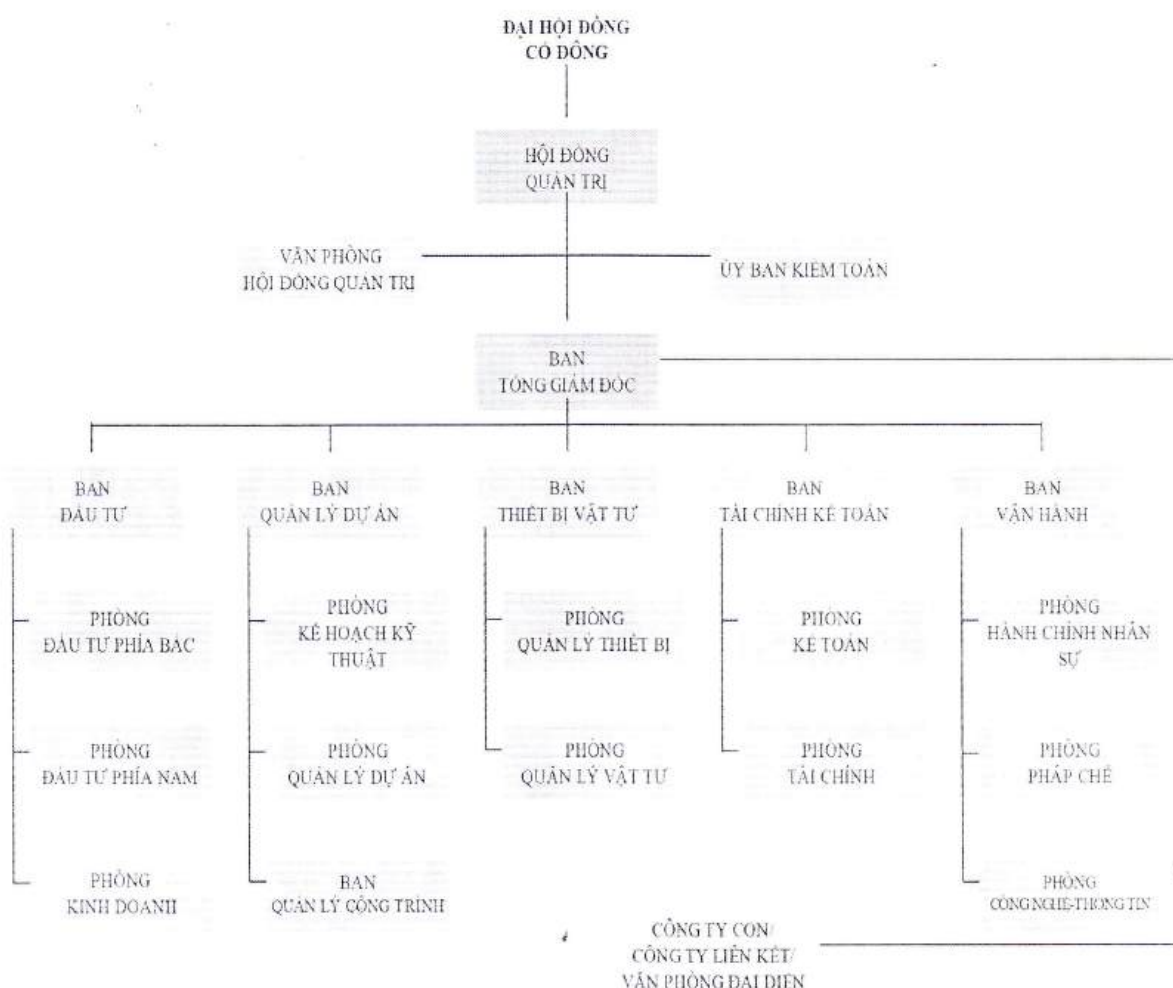 ĐẠI HỘI ĐỒNG
CỔ ĐÔNG
HỘI ĐỒNG
QUẢN TRỊ
VĂN PHÒNG
HỘI ĐỒNG QUẢN TRỊ
ỦY BAN KIỂM TOÁN
BAN
TỔNG GIÁM ĐỐC
BAN
ĐẦU TƯ
BAN
QUẢN LÝ DỰ ÁN
BAN
THIẾT BỊ VẬT TƯ
BAN
TÀI CHÍNH KẾ TOÁN
BAN
VẬN HÀNH
PHÒNG
ĐẦU TƯ PHÍA BẮC
PHÒNG
KẾ HOẠCH KỸ
THUẬT
PHÒNG
QUẢN LÝ THIẾT BỊ
PHÒNG
KẾ TOÁN
PHÒNG
HÀNH CHÍNH NHÂN
SỰ
PHÒNG
ĐẦU TƯ PHÍA NAM
PHÒNG
QUẢN LÝ DỰ ÁN
PHÒNG
QUẢN LÝ VẬT TƯ
PHÒNG
TÀI CHÍNH
PHÒNG
PHÁP CHẾ
PHÒNG
KINH DOANH
BAN
QUẢN LÝ CÔNG TRÌNH
PHÒNG
CÔNG NGHỆ-THÔNG TIN
CÔNG TY CON/
CÔNG TY LIÊN KẾT/
VĂN PHÒNG ĐẠI DIỆN